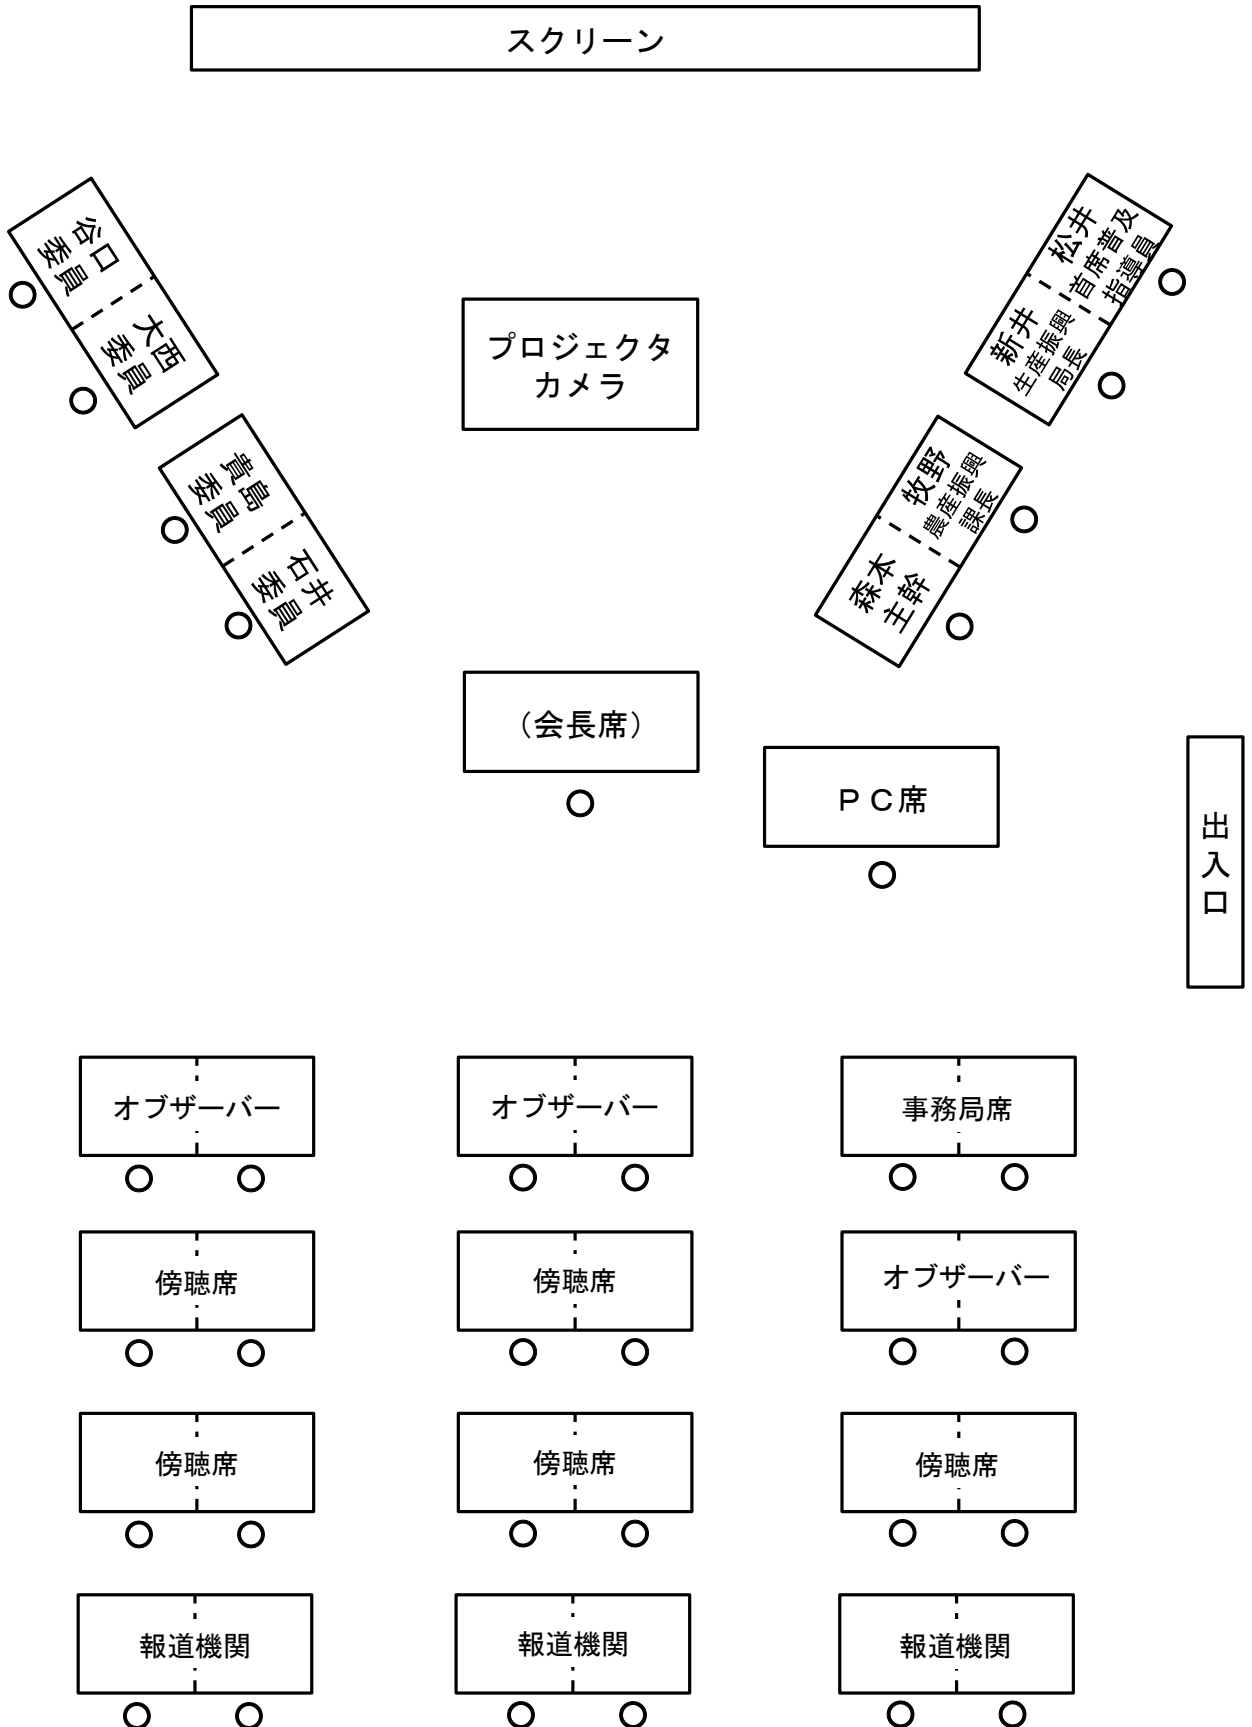 スクリーン
谷口
委員
大西
委員
貴島
委員
石井
委員
プロジェクタ
カメラ
松井
首席普及
指導員
新井
生産振興
局長
牧野
農産振興
課長
森本
主幹
（会長席）
ＰＣ席
出入口
オブザーバー
オブザーバー
事務局席
傍聴席
傍聴席
オブザーバー
傍聴席
傍聴席
傍聴席
報道機関
報道機関
報道機関